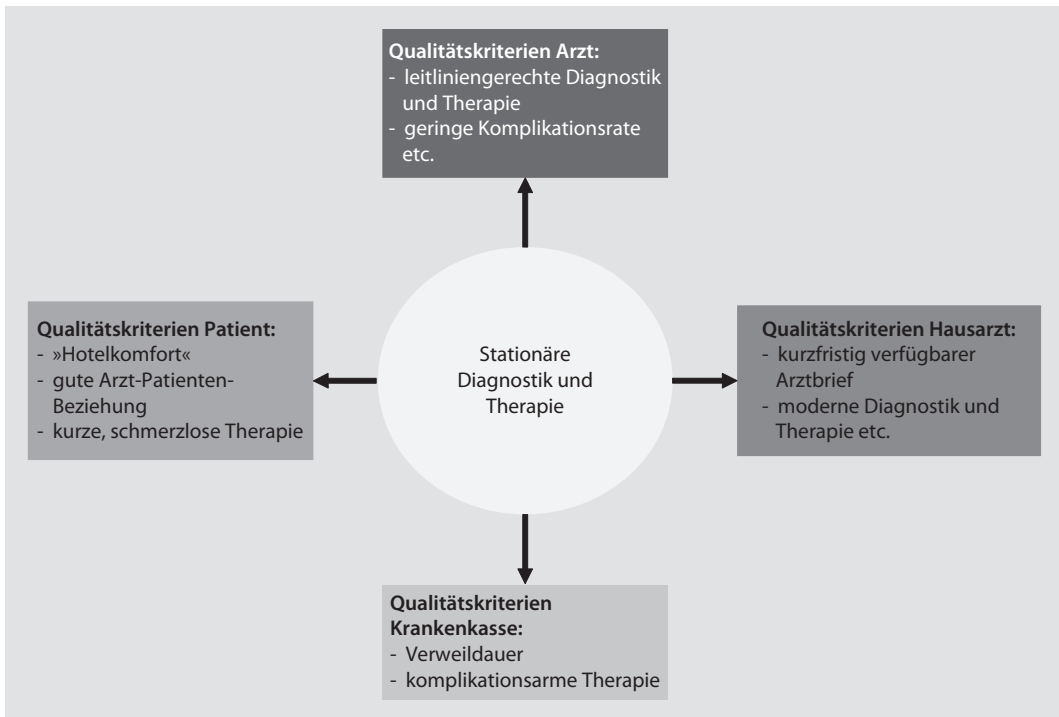 Qualitätskriterien Arzt:
- leitliniengerechte Diagnostik
und Therapie
- geringe Komplikationsrate
etc.
Qualitätskriterien Patient:
- »Hotelkomfort«
- gute Arzt-Patienten-
Beziehung
- kurze, schmerzlose Therapie
Stationäre
Diagnostik und
Therapie
Qualitätskriterien Hausarzt:
- kurzfristig verfügbarer
Arztbrief
- moderne Diagnostik und
Therapie etc.
Qualitätskriterien
Krankenkasse:
- Verweildauer
- komplikationsarme Therapie